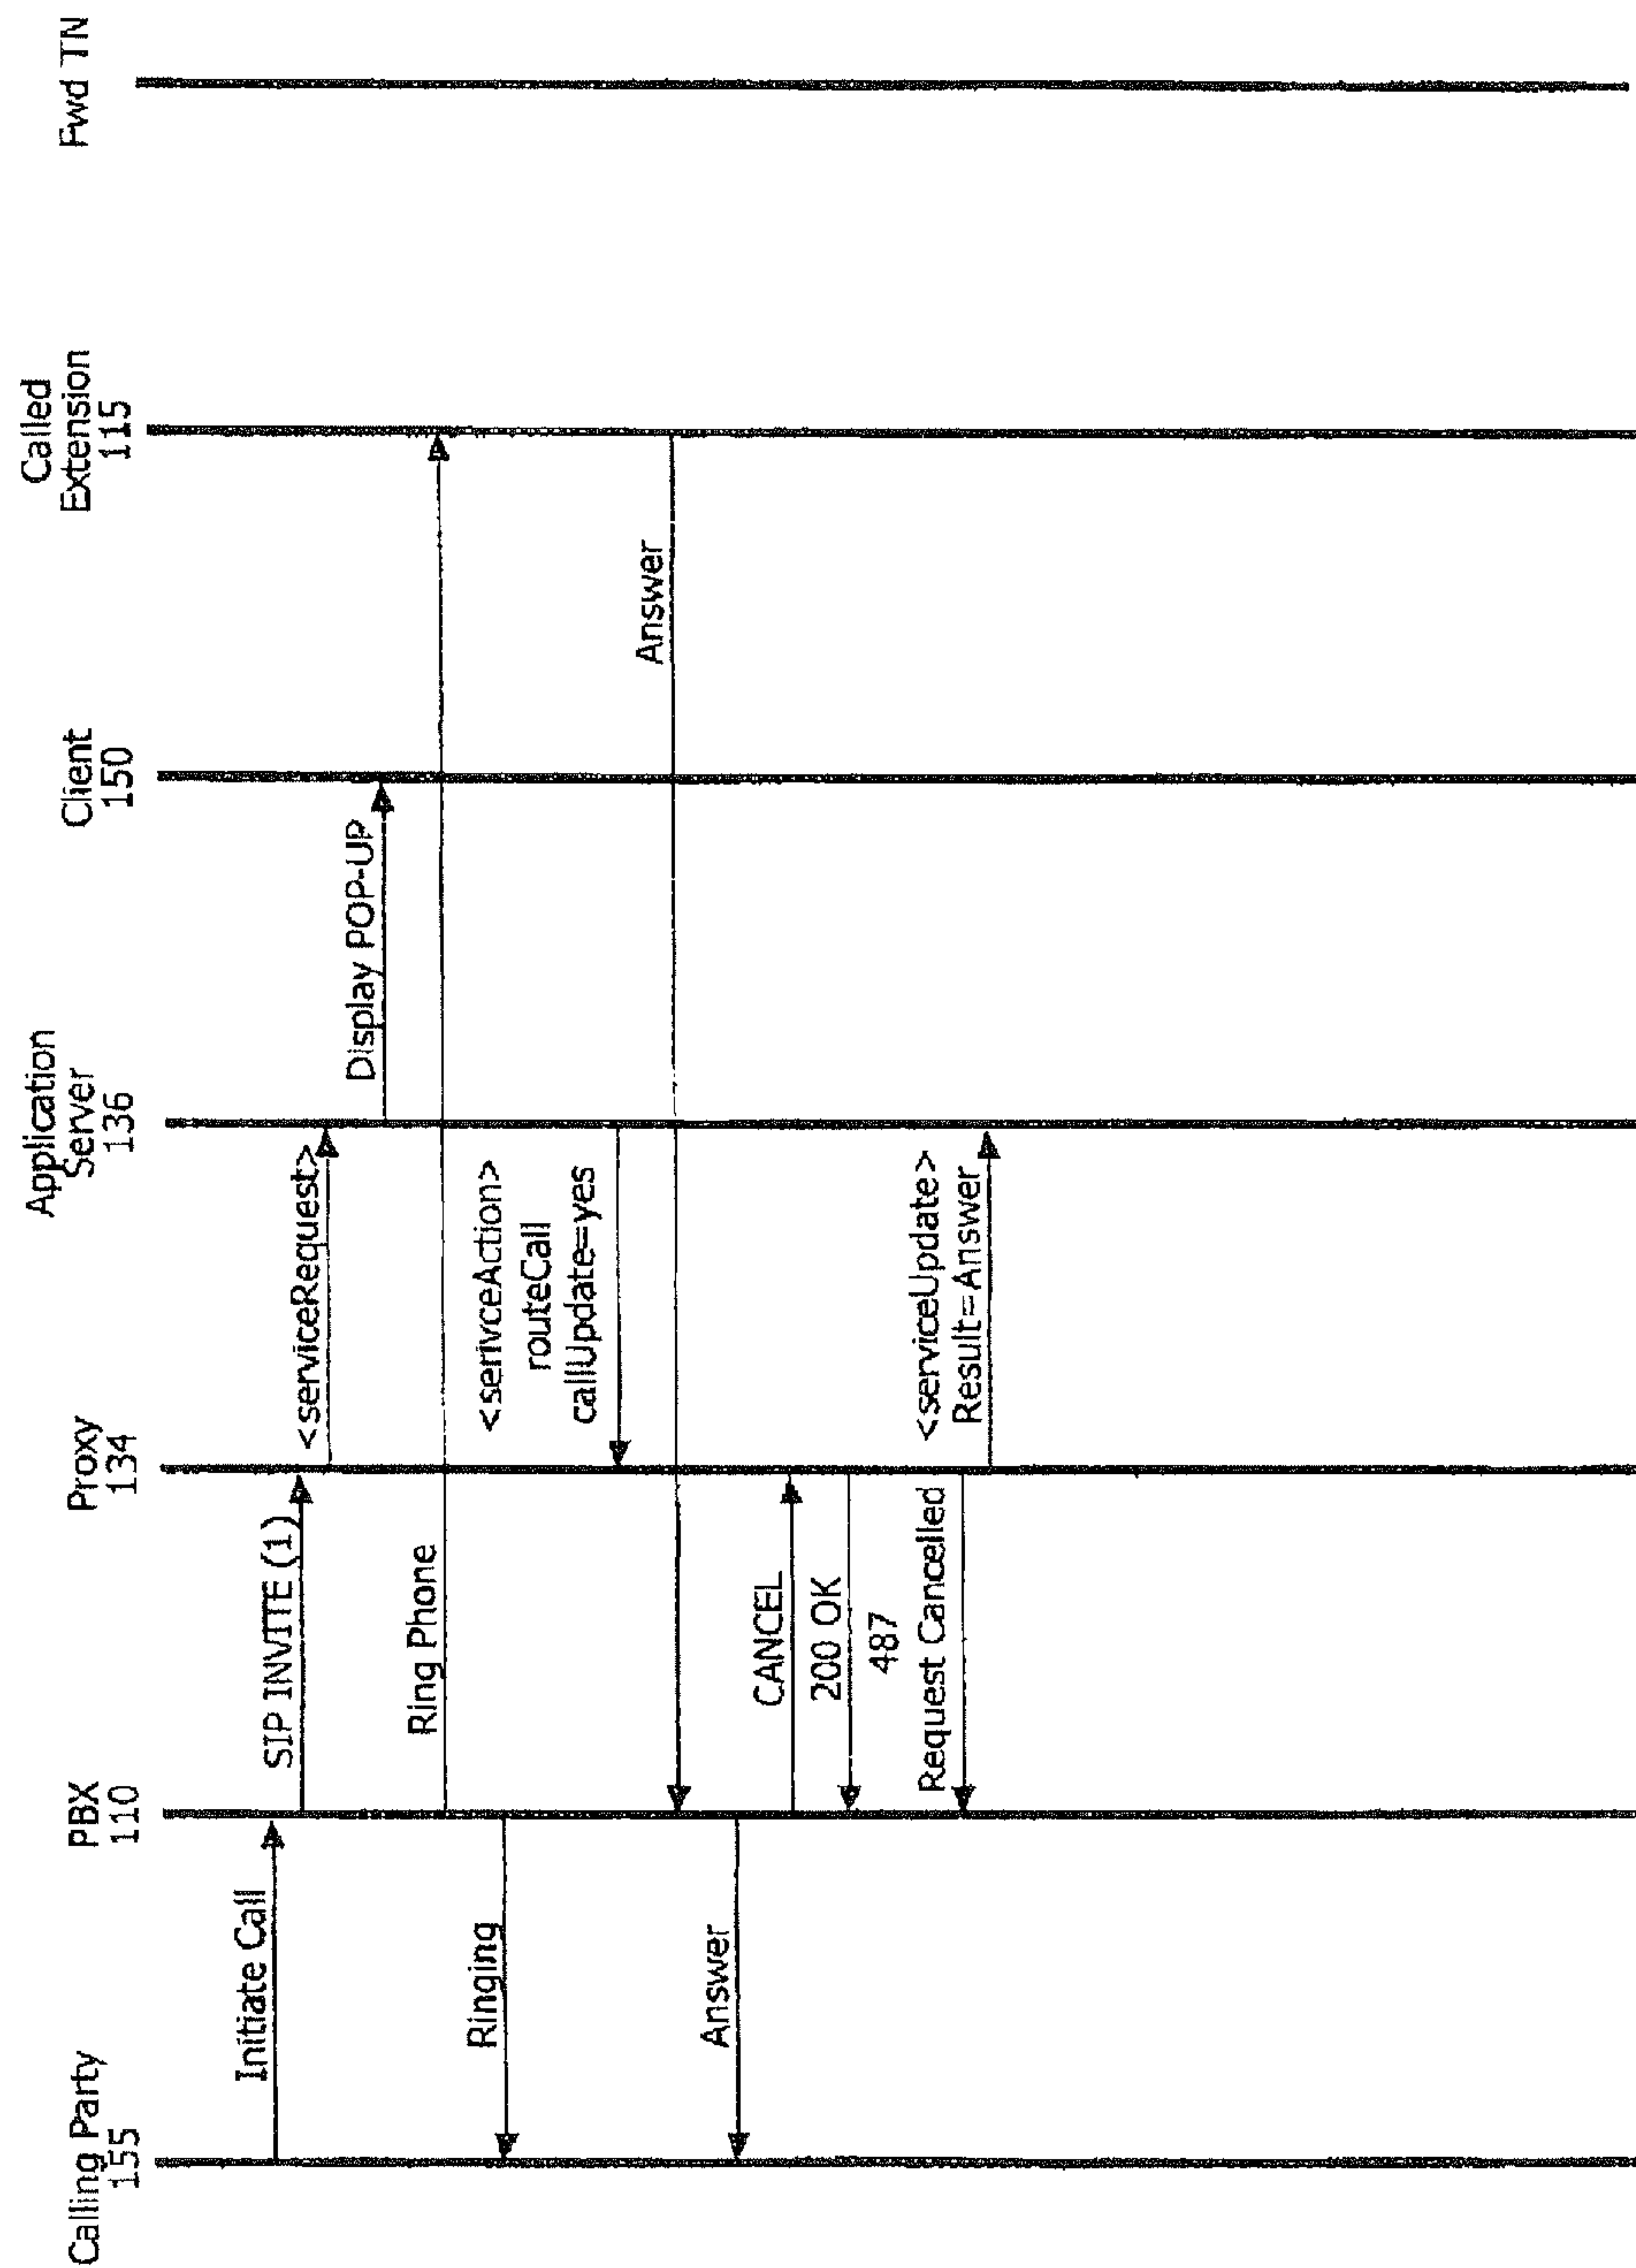 Calling Party
155
PBX
110
Proxy
134
Application
Server
136
Client
150
Called
Extension
115
Fwd TN
Initiate Call
SIP INVITE (1)
<serviceRequest>
Display POP-UP
Ring Phone
Ringing
<serivceAction>
routeCall
callUpdate=yes
Answer
Answer
CANCEL
200 OK
487
Request Cancelled
<serviceUpdate>
Result=Answer